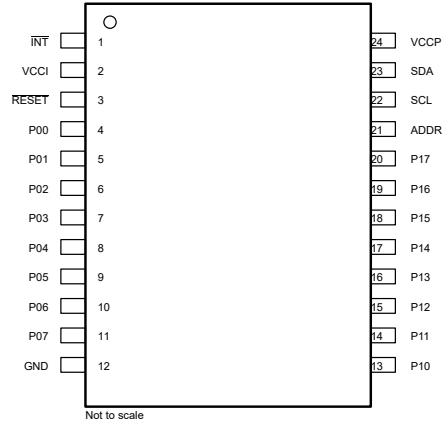 INT 1 24 VCCP
VCCI 2 23 SDA
RESET 3 22 SCL
P00 4 21 ADDR
P01 5 20 P17
P02 6 19 P16
P03 7 18 P15
P04 8 17 P14
P05 9 16 P13
P06 10 15 P12
P07 11 14 P11
GND 12 13 P10
Not to scale